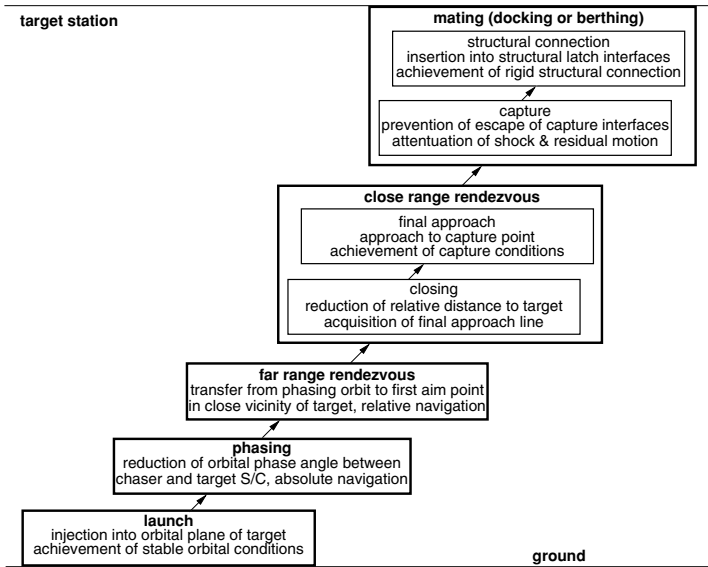 target station
mating (docking or berthing)
structural connection
insertion into structural latch interfaces
achievement of rigid structural connection
capture
prevention of escape of capture interfaces
attentuation of shock & residual motion
close range rendezvous
final approach
approach to capture point
achievement of capture conditions
closing
reduction of relative distance to target
acquisition of final approach line
far range rendezvous
transfer from phasing orbit to first aim point
in close vicinity of target, relative navigation
phasing
reduction of orbital phase angle between
chaser and target S/C, absolute navigation
launch
injection into orbital plane of target
achievement of stable orbital conditions
ground